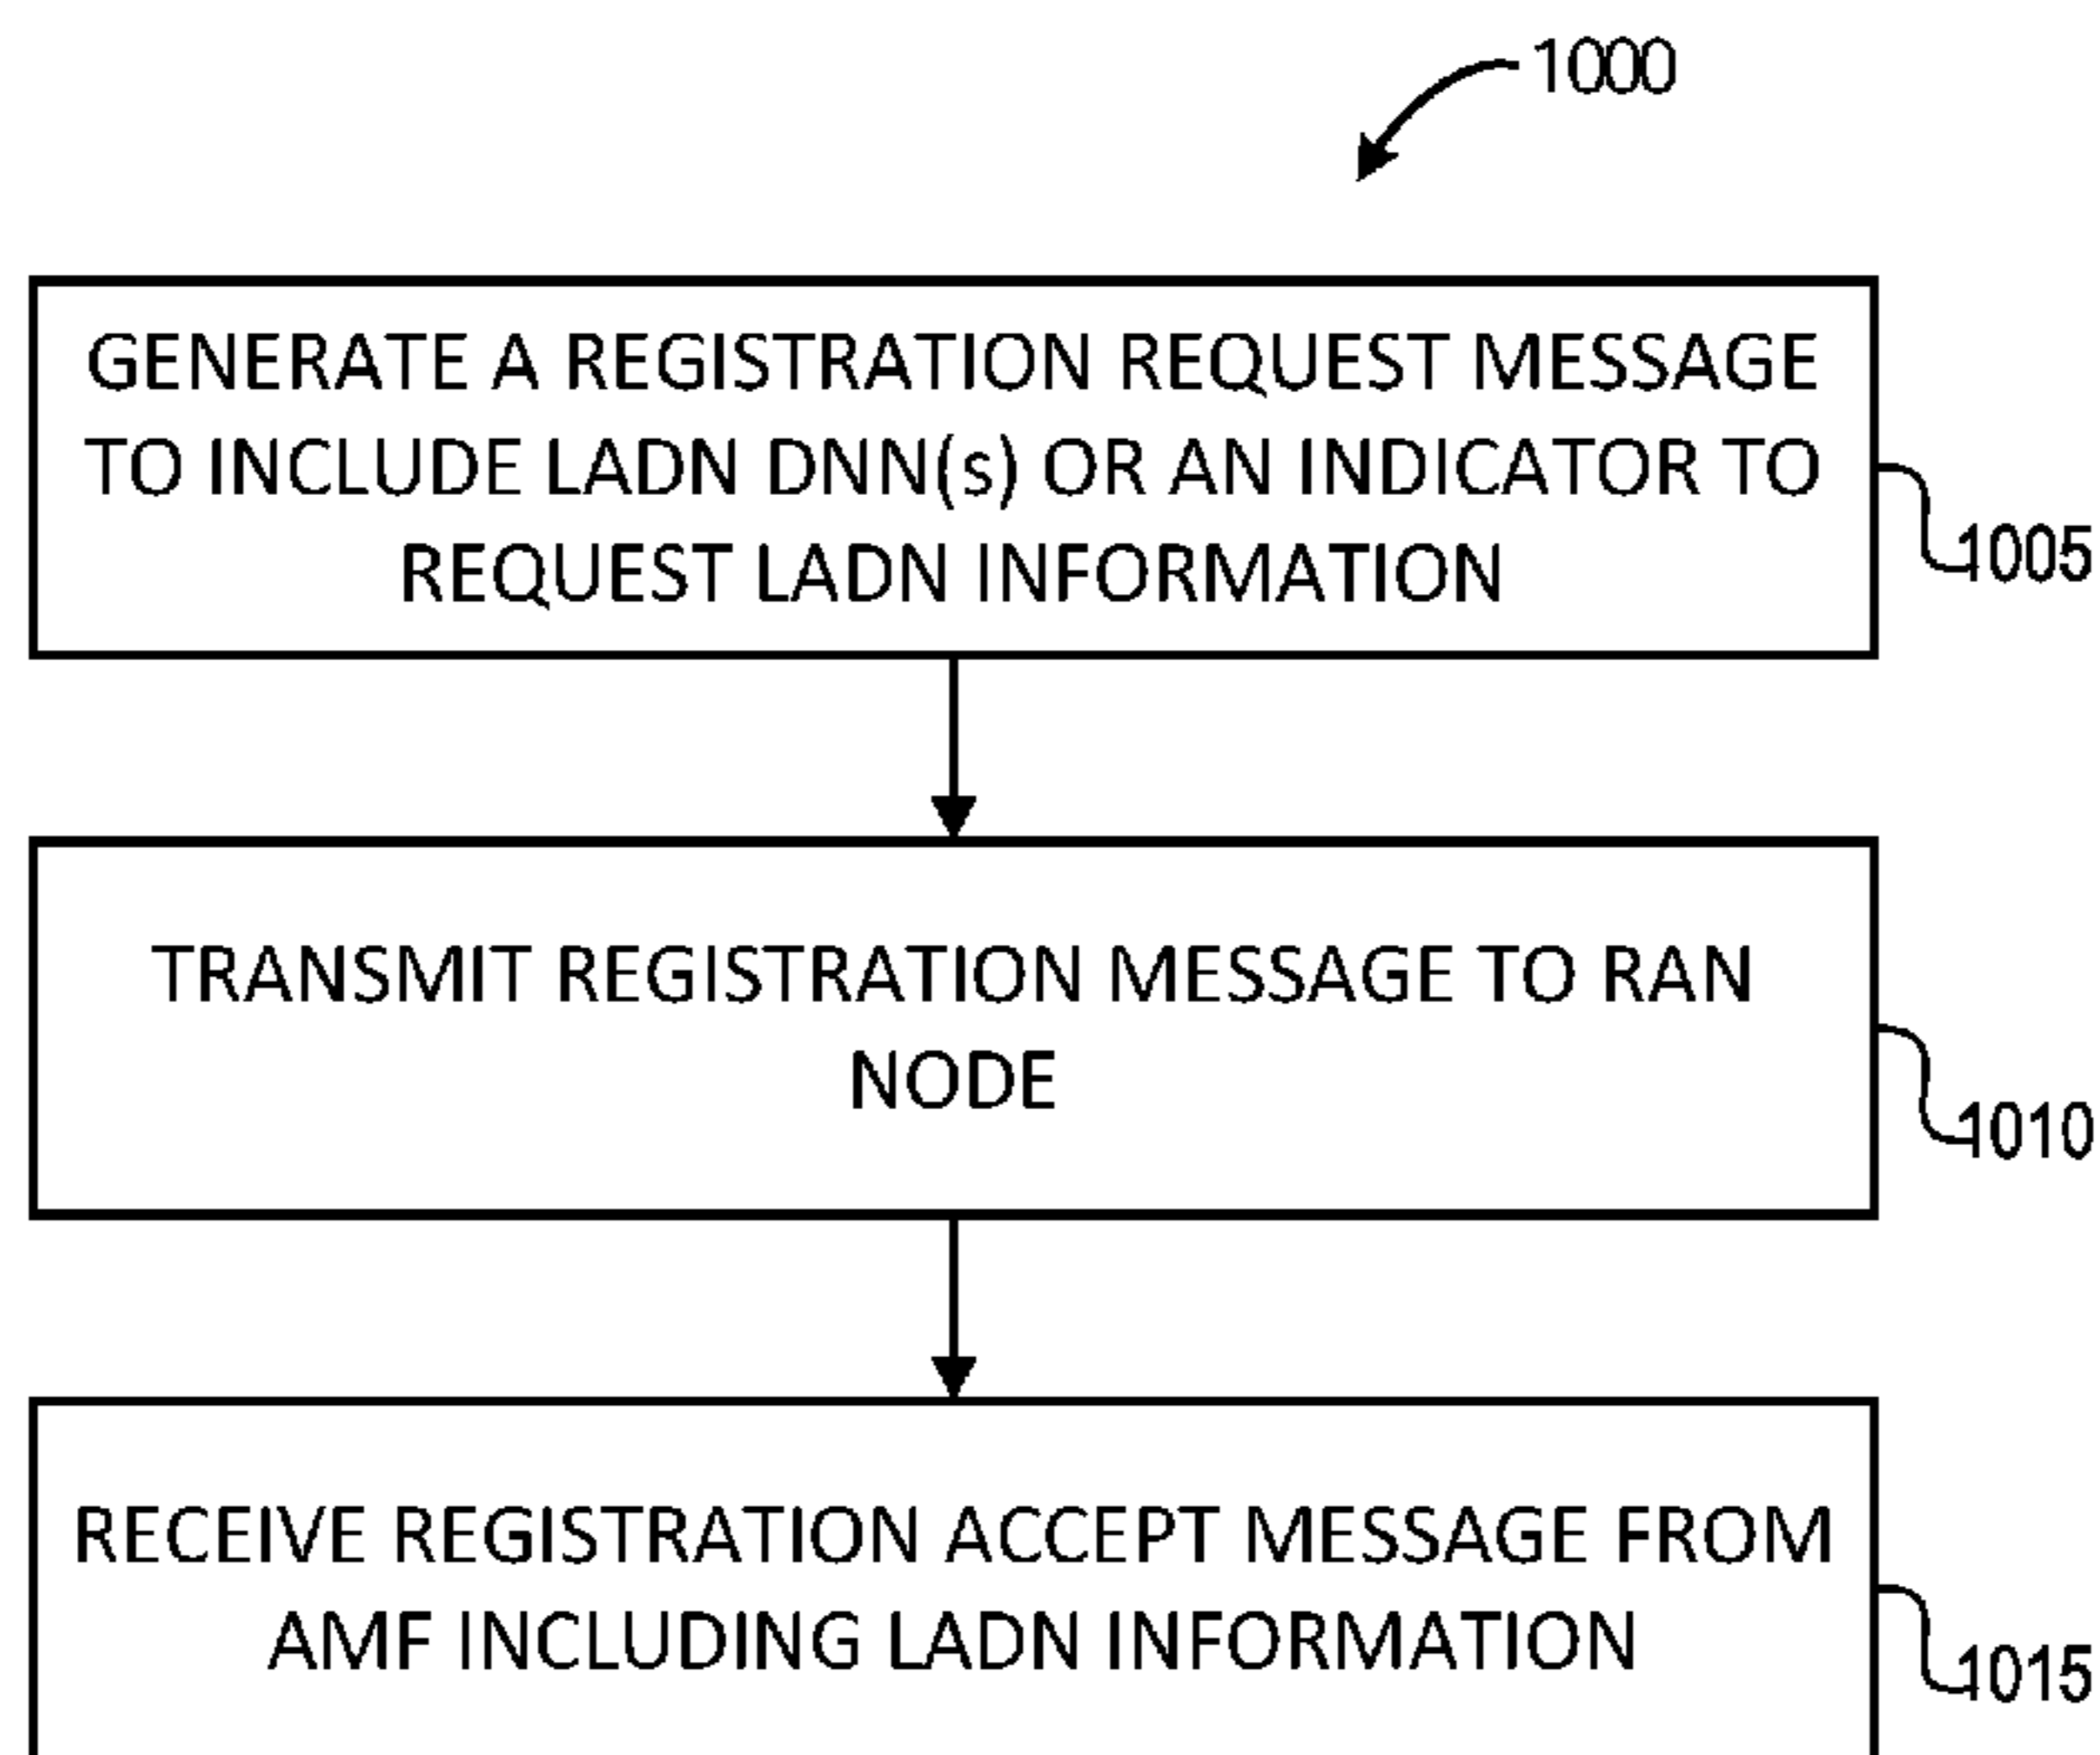 1000
GENERATE A REGISTRATION REQUEST MESSAGE
TO INCLUDE LADN DNN(s) OR AN INDICATOR TO
REQUEST LADN INFORMATION
1005
TRANSMIT REGISTRATION MESSAGE TO RAN
NODE
1010
RECEIVE REGISTRATION ACCEPT MESSAGE FROM
AMF INCLUDING LADN INFORMATION
1015